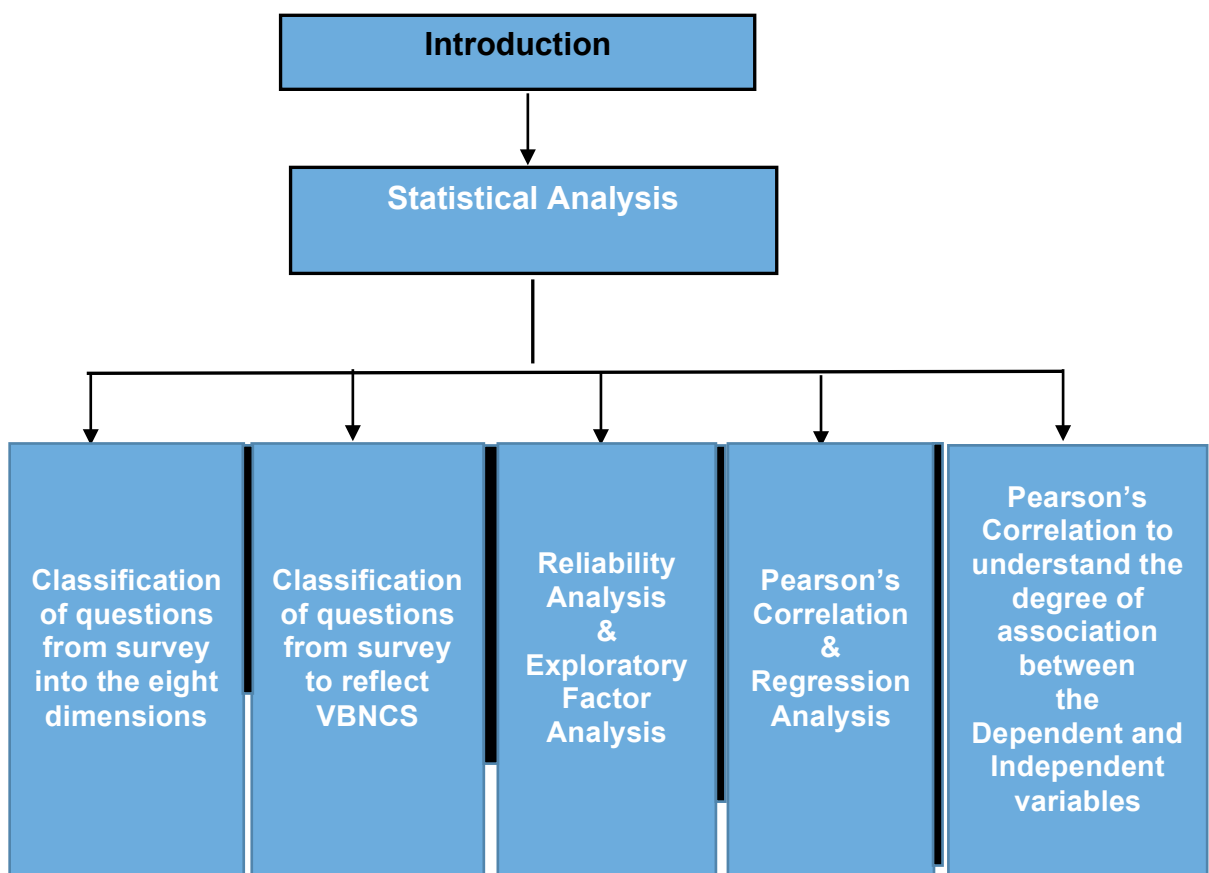 Introduction
Statistical Analysis
Classification
of questions
from survey
into the eight
dimensions
Classification
of questions
from survey
to reflect
VBNCS
Reliability
Analysis
&
Exploratory
Factor
Analysis
Pearson’s
Correlation
&
Regression
Analysis
Pearson’s
Correlation to
understand the
degree of
association
between
the
Dependent and
Independent
variables